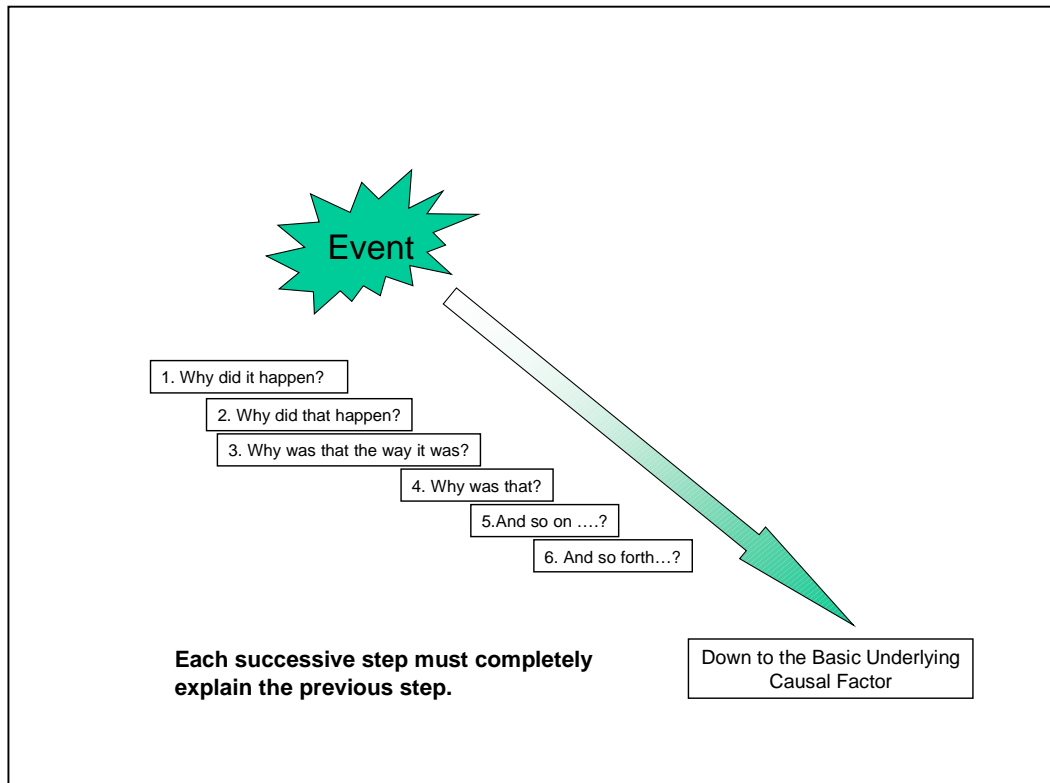 Event
1. Why did it happen?
2. Why did that happen?
3. Why was that the way it was?
4. Why was that?
5.And so on ….?
6. And so forth…?
Each successive step must completely
explain the previous step.
Down to the Basic Underlying
Causal Factor